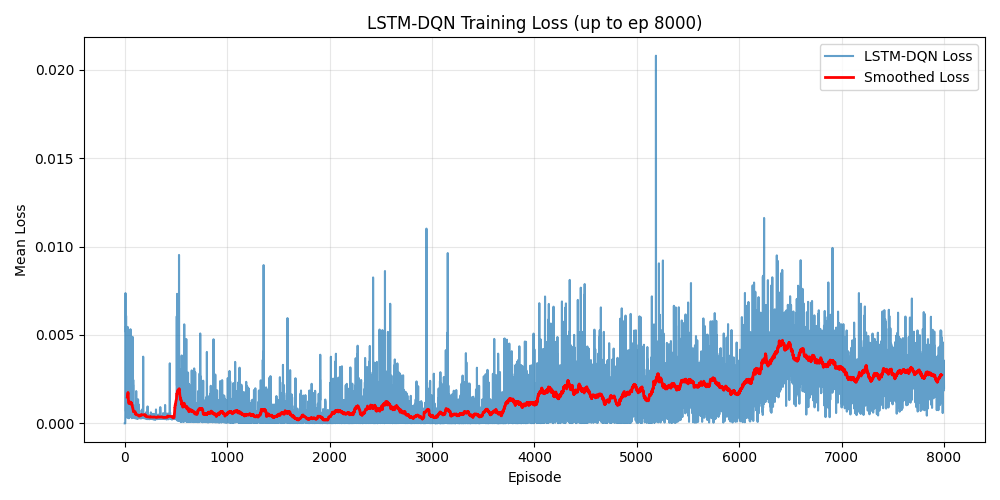 LSTM-DQN Training Loss (up to ep 8000)
LSTM-DQN Loss
Smoothed Loss
Mean Loss
0.020
0.015
0.010
0.005
0.000
0 1000 2000 3000 4000 5000 6000 7000 8000
Episode